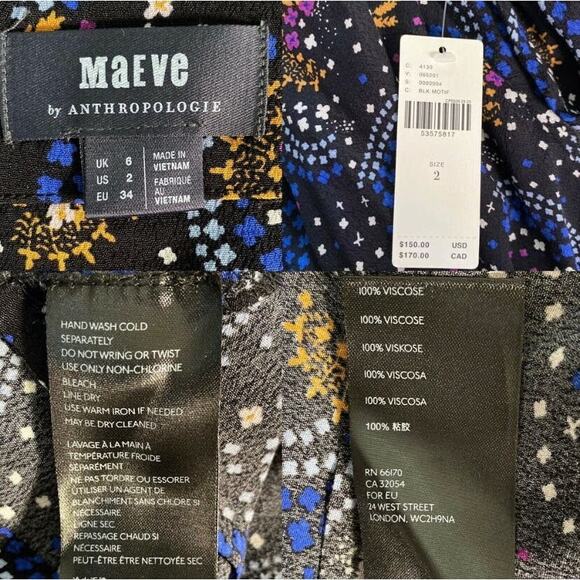 MaEVe
by ANTHROPOLOGIE
UK 6
US 2
EU 34
MADE IN
VIETNAM
FABRIQUÉ
AU
VIETNAM
D: 4130
C: BLK MOTIF
53575817
SIZE
2
$150.00 USD
$170.00 CAD
HAND WASH COLD
SEPARATELY
DO NOT WRING OR TWIST
USE ONLY NON-CHLORINE
BLEACH
LINE DRY
USE WARM IRON IF NEEDED
MAY BE DRY CLEANED
LAVAGE À LA MAIN À
TEMPÉRATURE FROIDE
SÉPARÉMENT
NE PAS TORDRE OU ESSORER
UTILISER UN AGENT DE
BLANCHIMENT SANS CHLORE SI
NÉCESSAIRE
LIGNE SEC
REPASSAGE CHAUD SI
NÉCESSAIRE
PEUT-ÊTRE ÊTRE NETTOYÉE SEC
100% VISCOSE
100% VISCOSE
100% VISKOSE
100% VISCOSA
100% VISCOSA
100% 粘胶
RN 66170
CA 32054
FOR EU
24 WEST STREET
LONDON, WC2H9NA